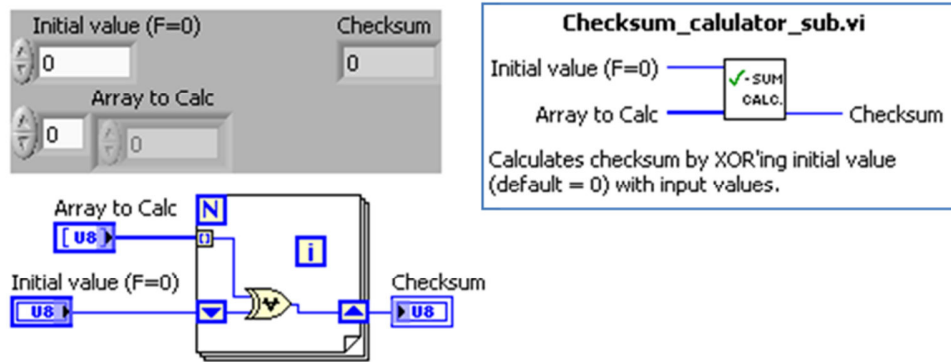 Initial value (F=0)
Checksum
0
0
Array to Calc
0
0
Checksum_calulator_sub.vi
Initial value (F=0)
✓-SUM
CALC.
Array to Calc
Checksum
Calculates checksum by XOR'ing initial value
(default = 0) with input values.
Array to Calc
N
[U8]
i
Initial value (F=0)
Checksum
U8
U8